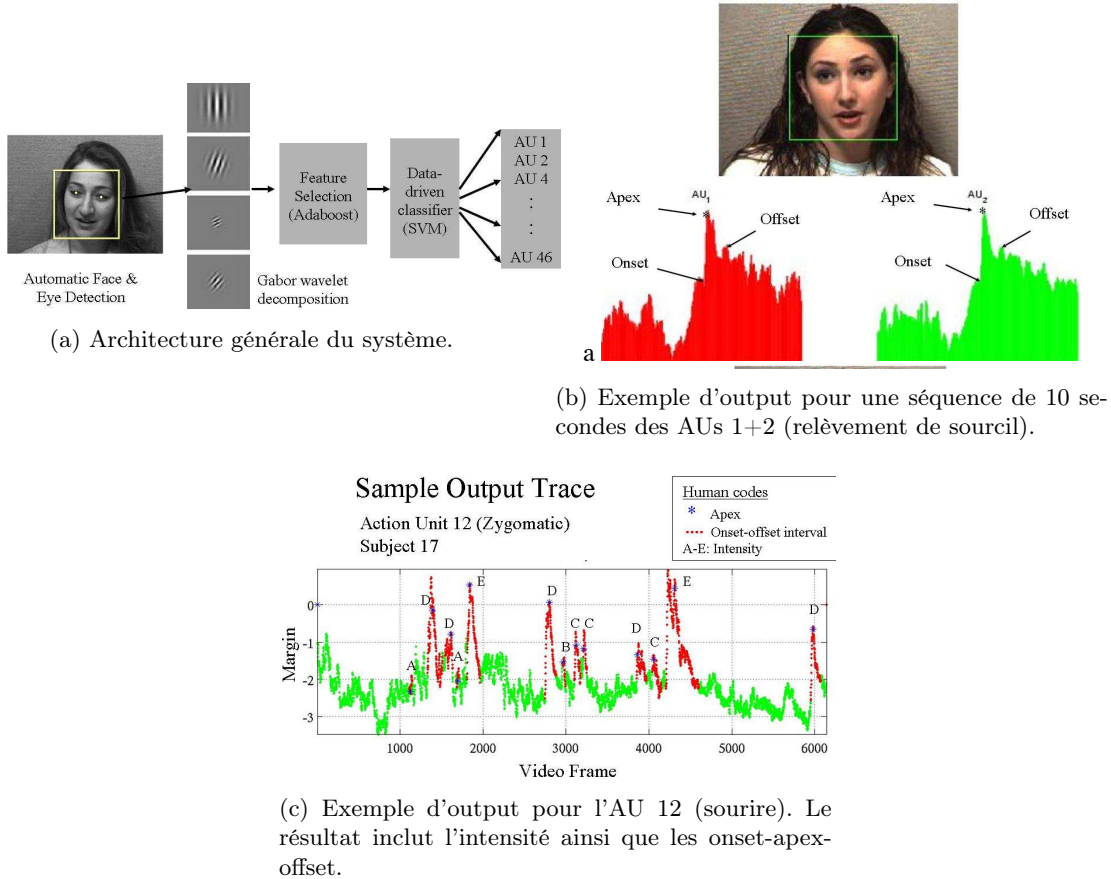 Automatic Face &
Eye Detection
Gabor wavelet
decomposition
Feature
Selection
(Adaboost)
Data-
driven
classifier
(SVM)
AU 1
AU 2
AU 4
:
:
AU 46
(a) Architecture générale du système.
AU1
Apex
Offset
Onset
a
AU2
Apex
Offset
Onset
(b) Exemple d'output pour une séquence de 10 se-
condes des AUs 1+2 (relèvement de sourcil).
Sample Output Trace
Action Unit 12 (Zygomatic)
Subject 17
Human codes
* Apex
Onset-offset interval
A-E: Intensity
Margin
0
-1
-2
-3
A
D
D
A
E
D
B
C
C
D
C
E
D
1000
2000
3000
4000
5000
6000
Video Frame
(c) Exemple d'output pour l'AU 12 (sourire). Le
résultat inclut l'intensité ainsi que les onset-apex-
offset.